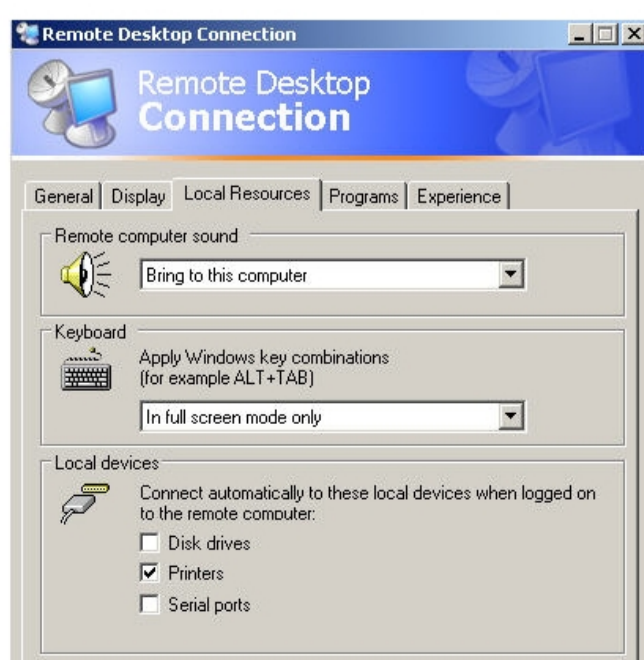 Remote Desktop Connection
Remote Desktop
Connection
General Display Local Resources Programs Experience
Remote computer sound
Bring to this computer
Keyboard
Apply Windows key combinations
(for example ALT+TAB)
In full screen mode only
Local devices
Connect automatically to these local devices when logged on
to the remote computer:
Disk drives
Printers
Serial ports